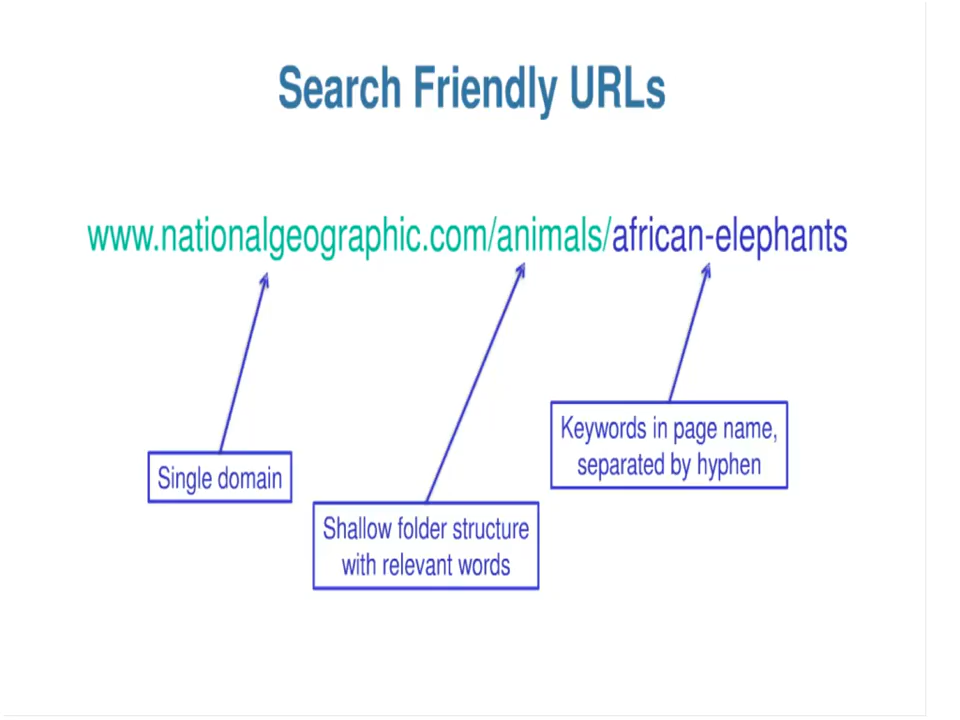 Search Friendly URLs
www.nationalgeographic.com/animals/african-elephants
Keywords in page name,
separated by hyphen
Single domain
Shallow folder structure
with relevant words